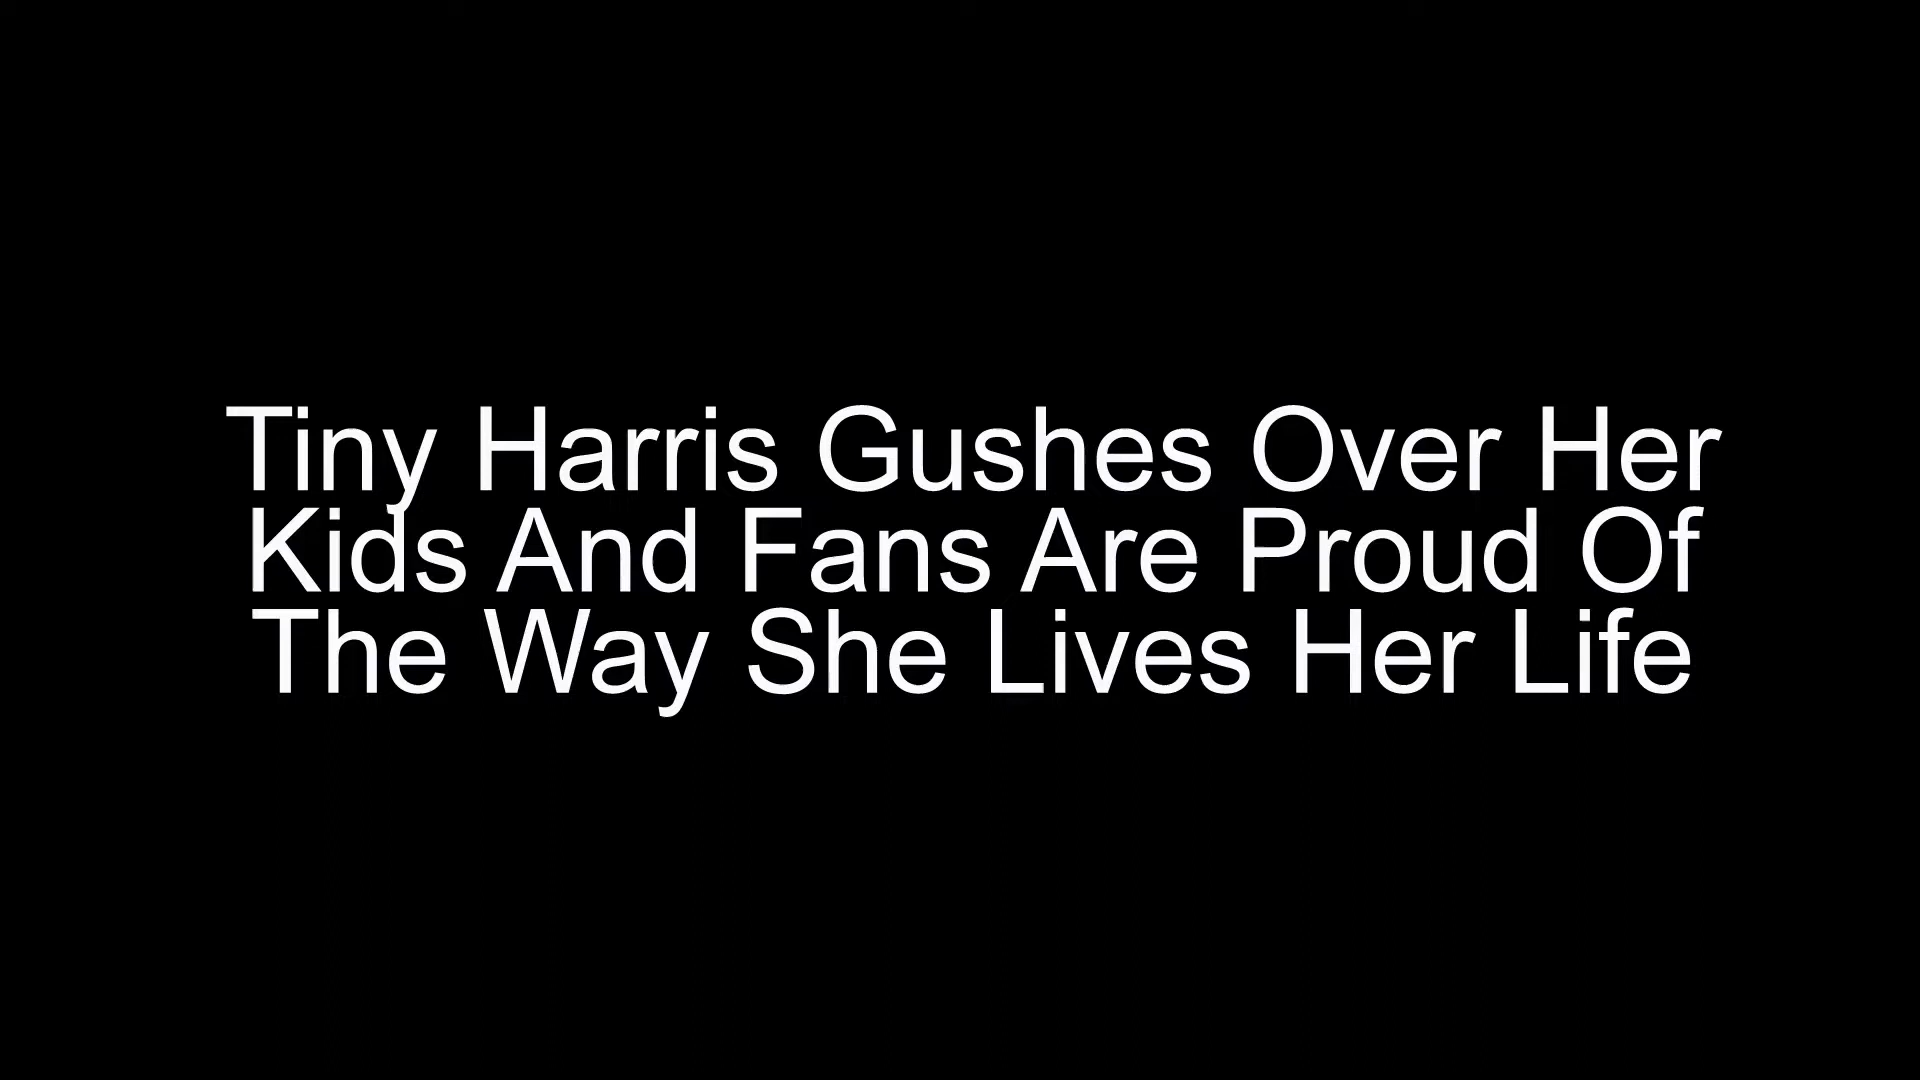 Tiny Harris Gushes Over Her
Kids And Fans Are Proud Of
The Way She Lives Her Life